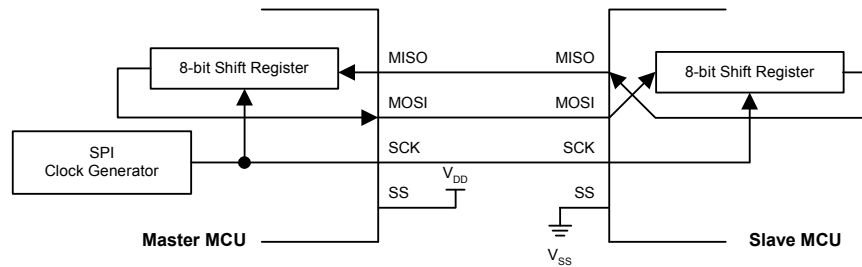 MISO MISO
8-bit Shift Register 8-bit Shift Register
MOSI MOSI
SPI
Clock Generator
SCK SCK
VDD
SS SS
Master MCU Slave MCU
VSS